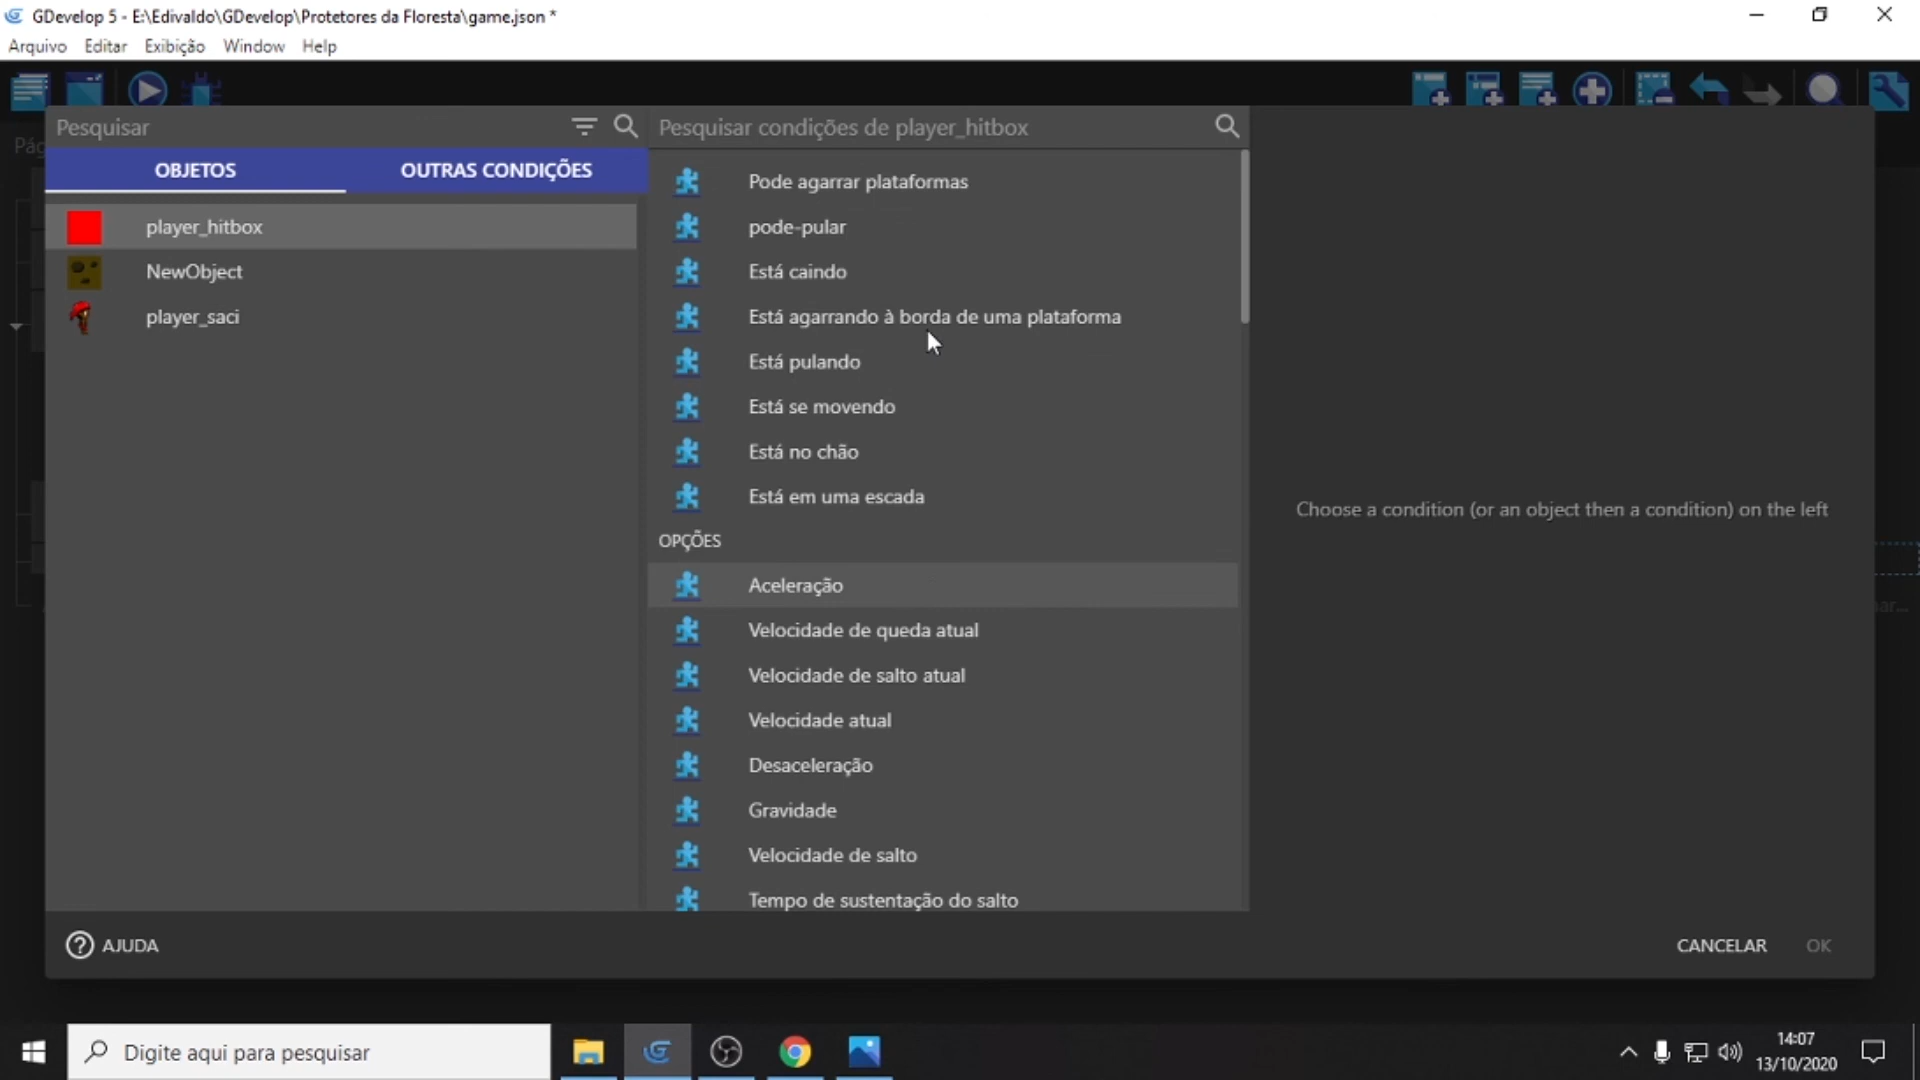 GDevelop 5 - E:\Edivaldo\GDevelop\Protetores da Floresta\game.json *
Arquivo Editar Exibição Window Help
Pesquisar
Pesquisar condições de player_hitbox
OBJETOS
OUTRAS CONDIÇÕES
player_hitbox
NewObject
player_saci
Pode agarrar plataformas
pode-pular
Está caindo
Está agarrando à borda de uma plataforma
Está pulando
Está se movendo
Está no chão
Está em uma escada
OPÇÕES
Aceleração
Velocidade de queda atual
Velocidade de salto atual
Velocidade atual
Desaceleração
Gravidade
Velocidade de salto
Tempo de sustentação do salto
Choose a condition (or an object then a condition) on the left
AJUDA
CANCELAR
OK
Digite aqui para pesquisar
14:07
13/10/2020